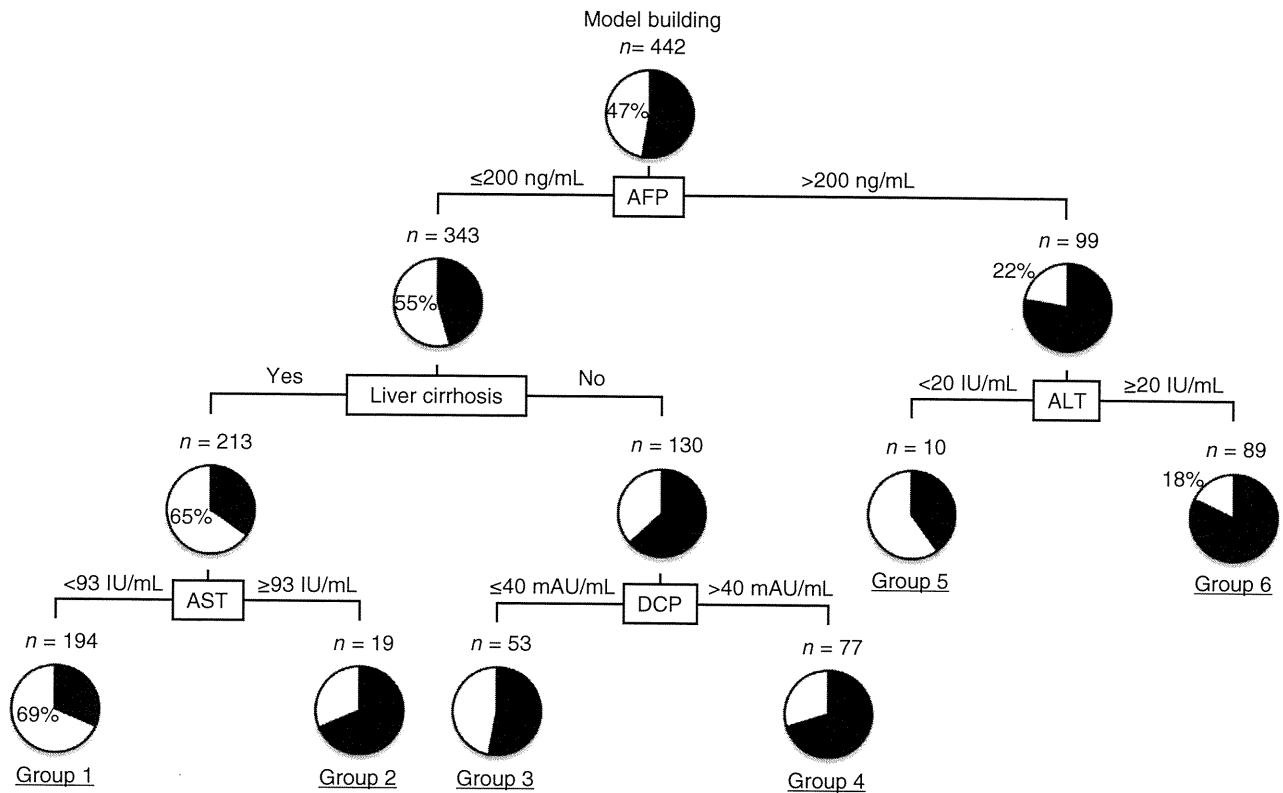 Model building
n= 442
47%
≤200 ng/mL
AFP
>200 ng/mL
n = 343
55%
n = 99
22%
Yes
Liver cirrhosis
No
<20 IU/mL
ALT
≥20 IU/mL
n = 213
65%
n = 130
n = 10
Group 5
n = 89
18%
Group 6
<93 IU/mL
AST
≥93 IU/mL
≤40 mAU/mL
DCP
>40 mAU/mL
n = 194
69%
Group 1
n = 19
Group 2
n = 53
Group 3
n = 77
Group 4